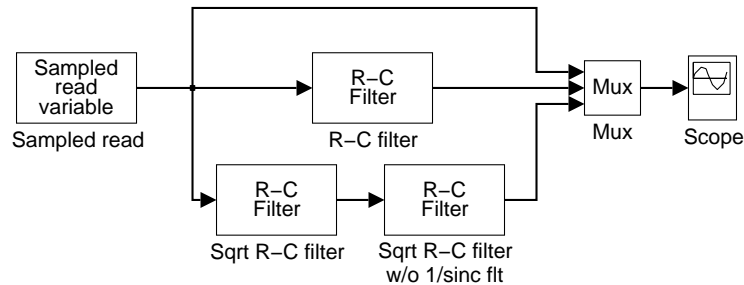 Sampled
read
variable
Sampled read
R−C
Filter
R−C filter
R−C
Filter
Sqrt R−C filter
R−C
Filter
Sqrt R−C filter
w/o 1/sinc flt
Mux
Mux
Scope